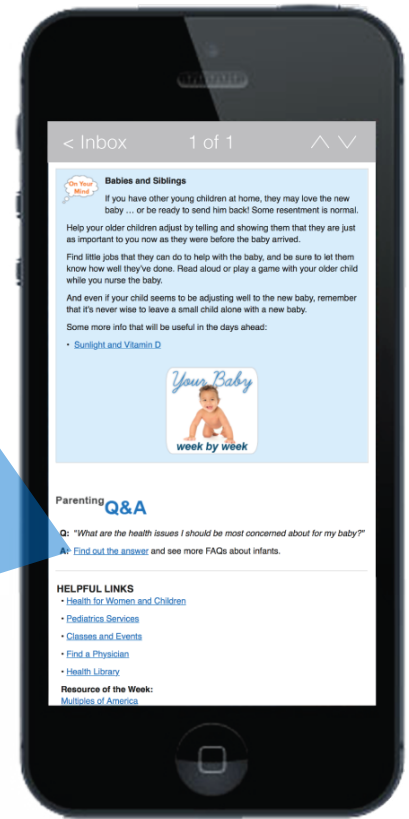 < Inbox 1 of 1
On Your
Mind
Babies and Siblings
If you have other young children at home, they may love the new
baby … or be ready to send him back! Some resentment is normal.
Help your older children adjust by telling and showing them that they are just
as important to you now as they were before the baby arrived.
Find little jobs that they can do to help with the baby, and be sure to let them
know how well they've done. Read aloud or play a game with your older child
while you nurse the baby.
And even if your child seems to be adjusting well to the new baby, remember
that it's never wise to leave a small child alone with a new baby.
Some more info that will be useful in the days ahead:
• Sunlight and Vitamin D
Your Baby
week by week
Parenting Q&A
Q: "What are the health issues I should be most concerned about for my baby?"
A: Find out the answer and see more FAQs about infants.
HELPFUL LINKS
• Health for Women and Children
• Pediatrics Services
• Classes and Events
• Find a Physician
• Health Library
Resource of the Week:
Multiples of America